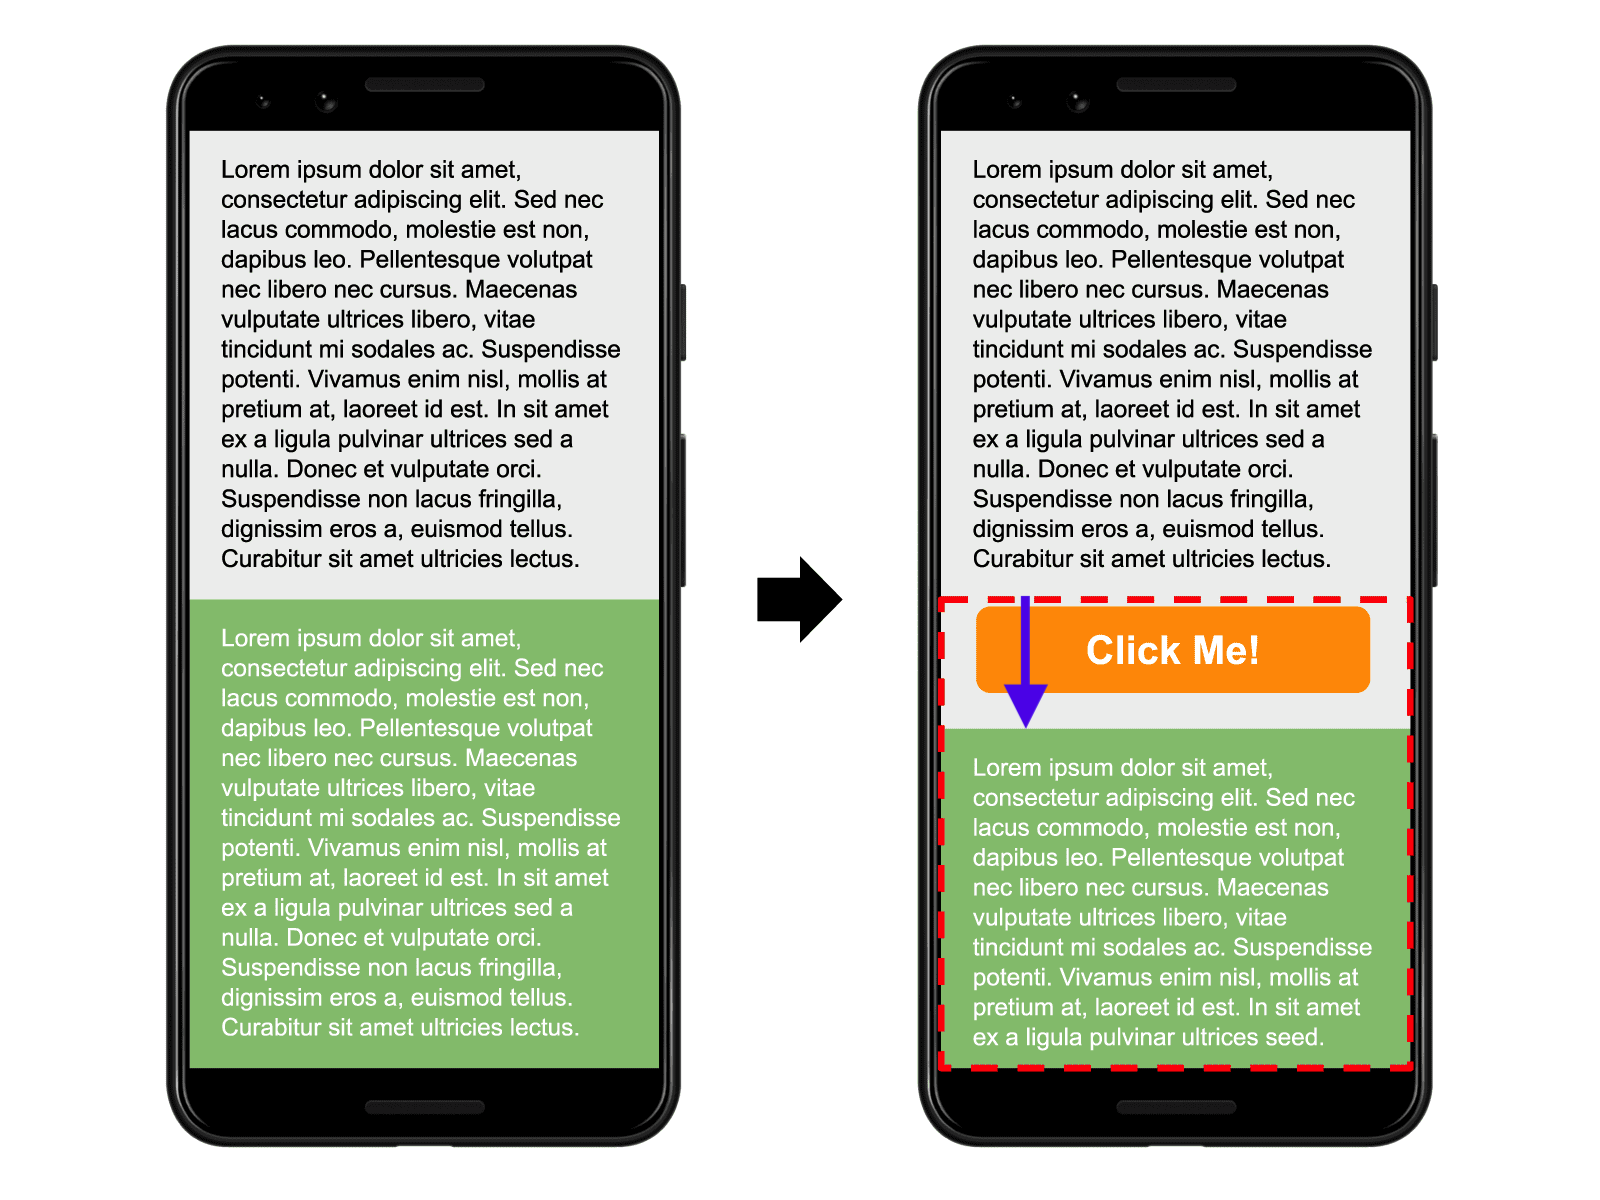 Lorem ipsum dolor sit amet,
consectetur adipiscing elit. Sed nec
lacus commodo, molestie est non,
dapibus leo. Pellentesque volutpat
nec libero nec cursus. Maecenas
vulputate ultrices libero, vitae
tincidunt mi sodales ac. Suspendisse
potenti. Vivamus enim nisl, mollis at
pretium at, laoreet id est. In sit amet
ex a ligula pulvinar ultrices sed a
nulla. Donec et vulputate orci.
Suspendisse non lacus fringilla,
dignissim eros a, euismod tellus.
Curabitur sit amet ultricies lectus.
Lorem ipsum dolor sit amet,
consectetur adipiscing elit. Sed nec
lacus commodo, molestie est non,
dapibus leo. Pellentesque volutpat
nec libero nec cursus. Maecenas
vulputate ultrices libero, vitae
tincidunt mi sodales ac. Suspendisse
potenti. Vivamus enim nisl, mollis at
pretium at, laoreet id est. In sit amet
ex a ligula pulvinar ultrices sed a
nulla. Donec et vulputate orci.
Suspendisse non lacus fringilla,
dignissim eros a, euismod tellus.
Curabitur sit amet ultricies lectus.
Lorem ipsum dolor sit amet,
consectetur adipiscing elit. Sed nec
lacus commodo, molestie est non,
dapibus leo. Pellentesque volutpat
nec libero nec cursus. Maecenas
vulputate ultrices libero, vitae
tincidunt mi sodales ac. Suspendisse
potenti. Vivamus enim nisl, mollis at
pretium at, laoreet id est. In sit amet
ex a ligula pulvinar ultrices sed a
nulla. Donec et vulputate orci.
Suspendisse non lacus fringilla,
dignissim eros a, euismod tellus.
Curabitur sit amet ultricies lectus.
Click Me!
Lorem ipsum dolor sit amet,
consectetur adipiscing elit. Sed nec
lacus commodo, molestie est non,
dapibus leo. Pellentesque volutpat
nec libero nec cursus. Maecenas
vulputate ultrices libero, vitae
tincidunt mi sodales ac. Suspendisse
potenti. Vivamus enim nisl, mollis at
pretium at, laoreet id est. In sit amet
ex a ligula pulvinar ultrices seed.